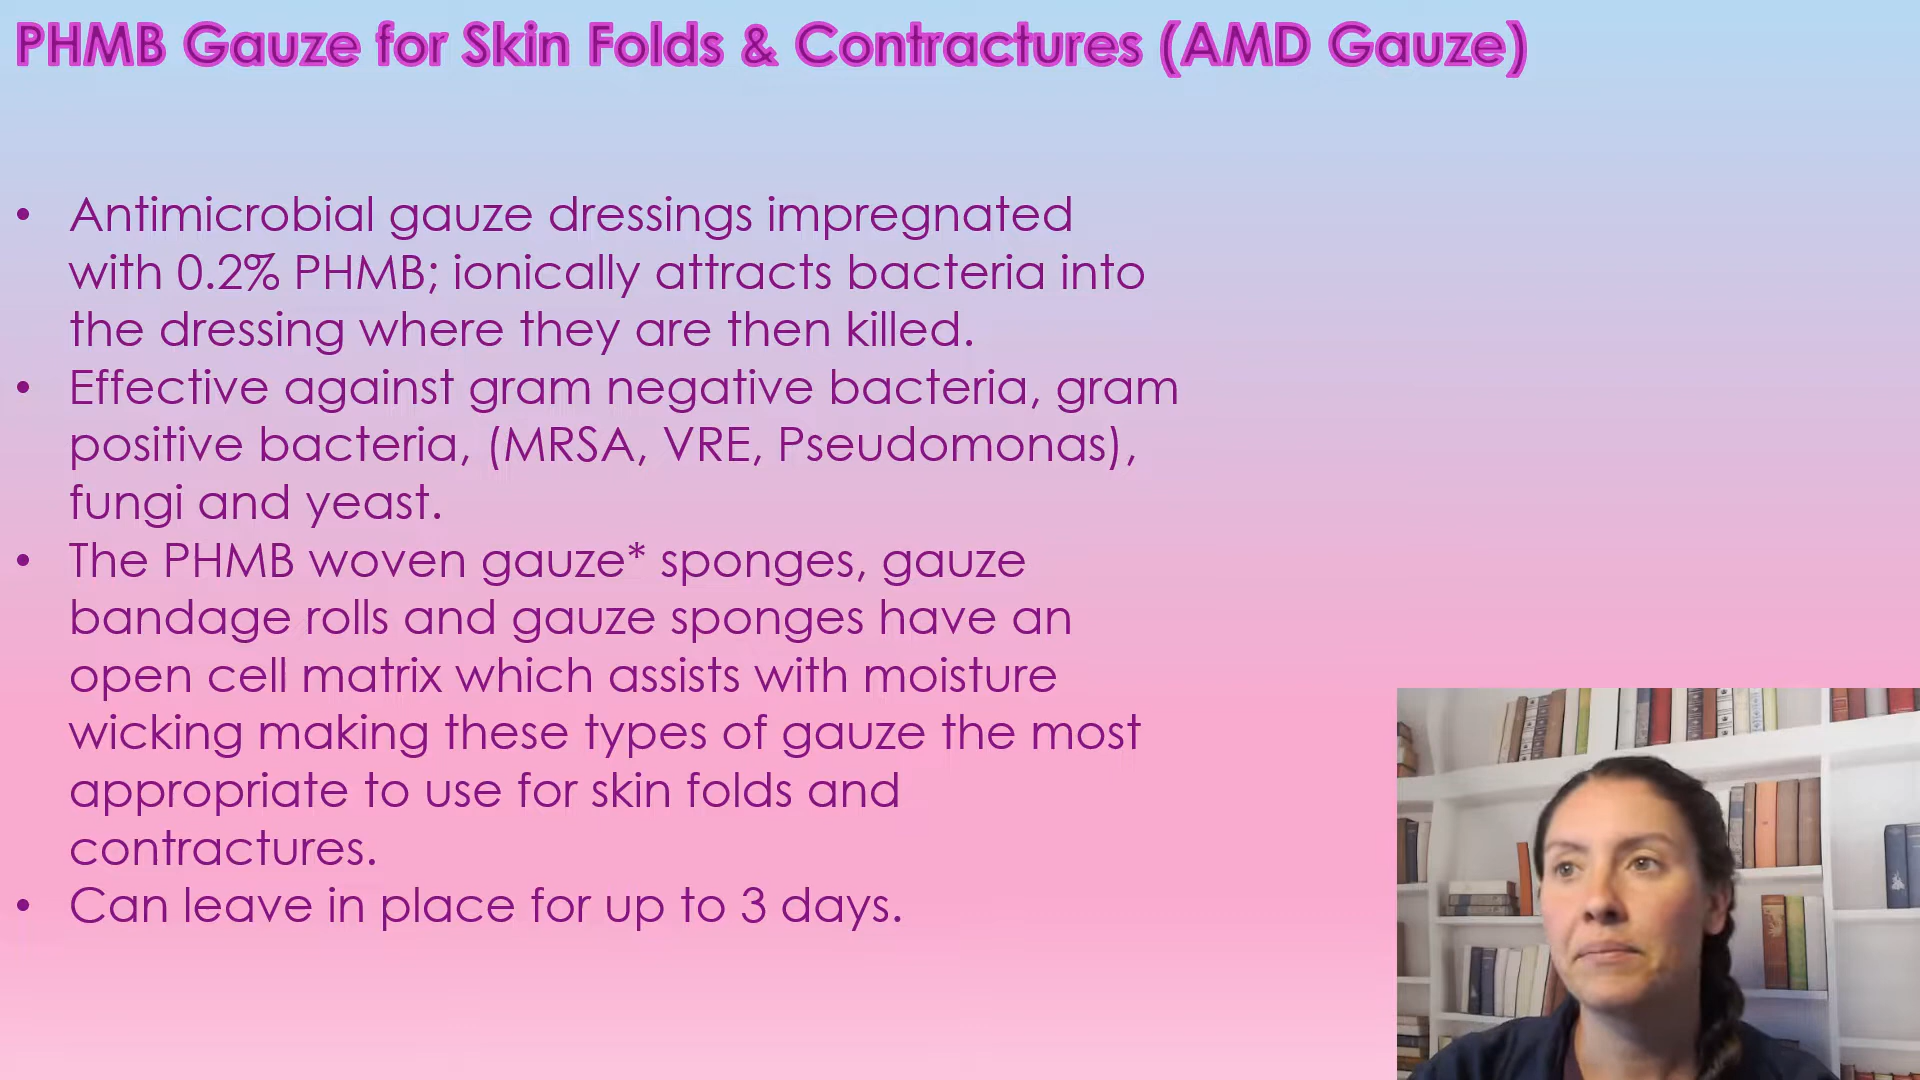 PHMB Gauze for Skin Folds & Contractures (AMD Gauze)
• Antimicrobial gauze dressings impregnated
with 0.2% PHMB; ionically attracts bacteria into
the dressing where they are then killed.
• Effective against gram negative bacteria, gram
positive bacteria, (MRSA, VRE, Pseudomonas),
fungi and yeast.
• The PHMB woven gauze* sponges, gauze
bandage rolls and gauze sponges have an
open cell matrix which assists with moisture
wicking making these types of gauze the most
appropriate to use for skin folds and
contractures.
• Can leave in place for up to 3 days.